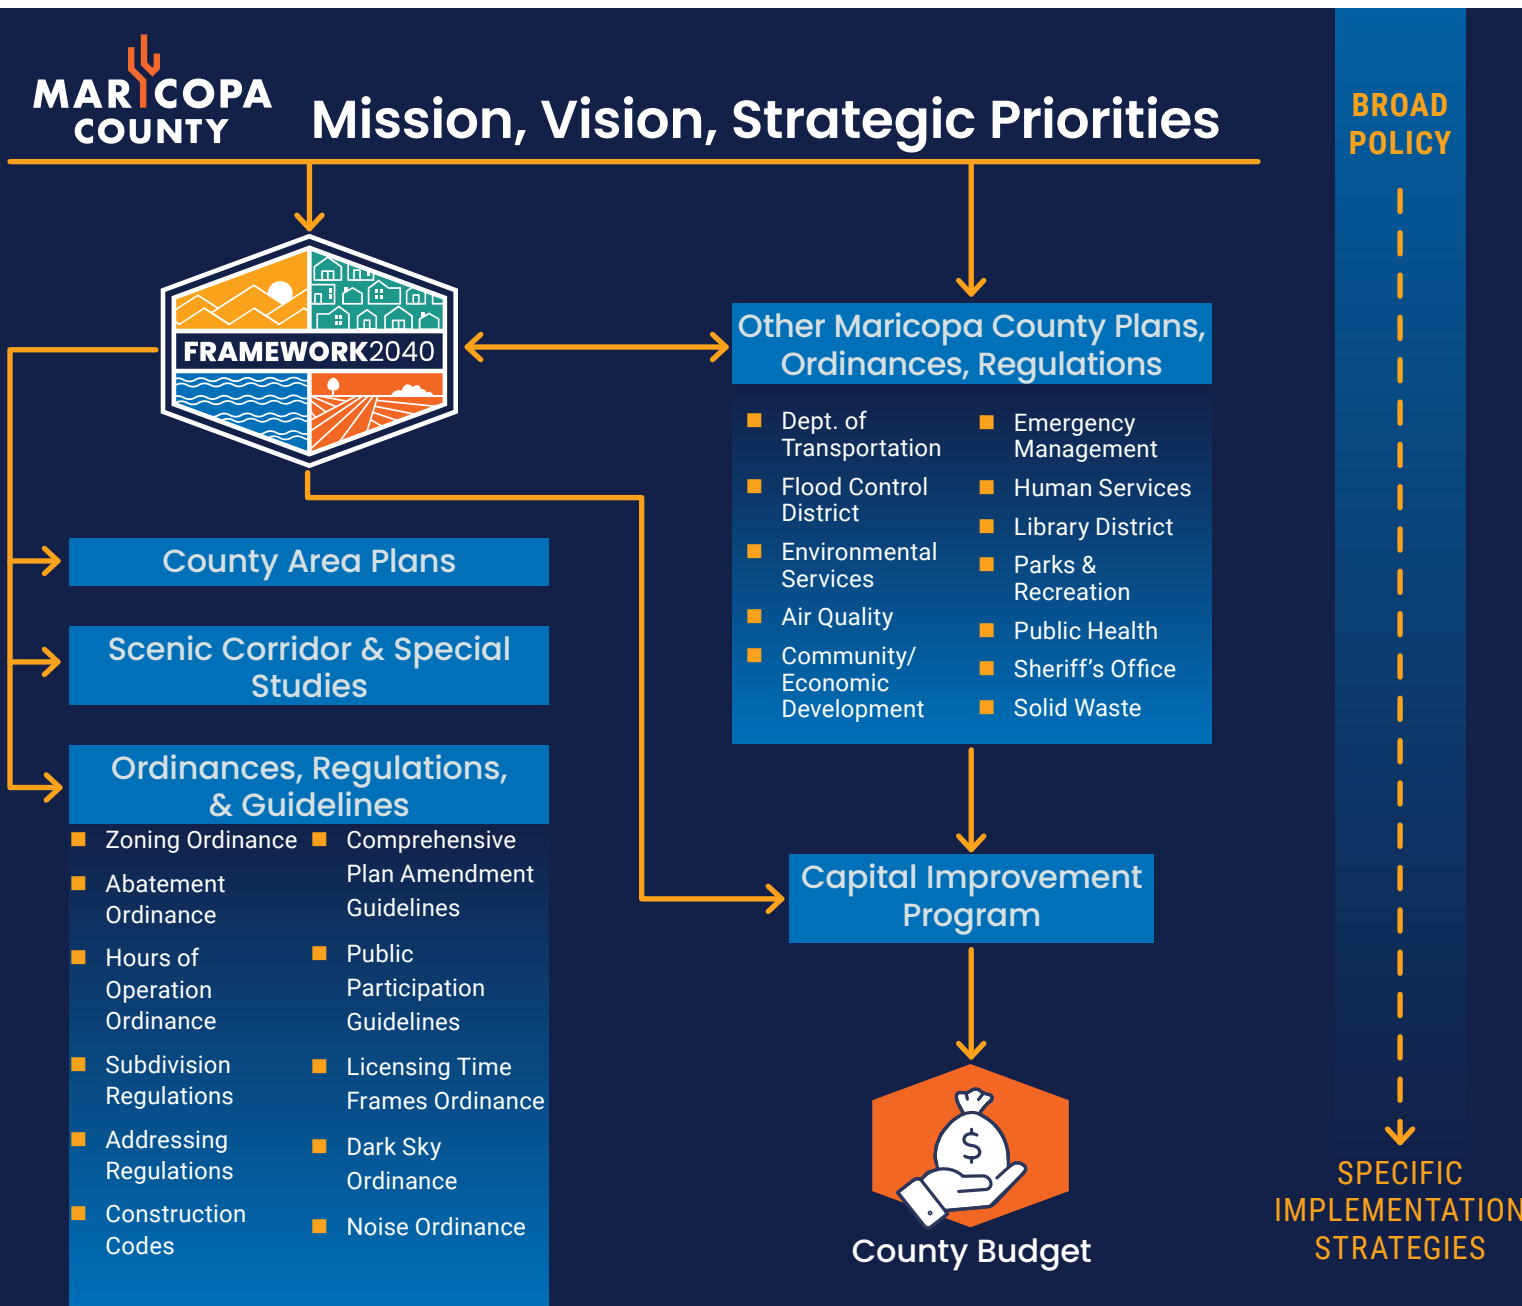 MARICOPA
COUNTY
Mission, Vision, Strategic Priorities
BROAD
POLICY
FRAMEWORK2040
Other Maricopa County Plans,
Ordinances, Regulations
Dept. of
Transportation
Flood Control
District
Environmental
Services
Air Quality
Community/
Economic
Development
Emergency
Management
Human Services
Library District
Parks &
Recreation
Public Health
Sheriff’s Office
Solid Waste
County Area Plans
Scenic Corridor & Special
Studies
Ordinances, Regulations,
& Guidelines
Zoning Ordinance
Abatement
Ordinance
Hours of
Operation
Ordinance
Subdivision
Regulations
Addressing
Regulations
Construction
Codes
Comprehensive
Plan Amendment
Guidelines
Public
Participation
Guidelines
Licensing Time
Frames Ordinance
Dark Sky
Ordinance
Noise Ordinance
Capital Improvement
Program
$
County Budget
SPECIFIC
IMPLEMENTATION
STRATEGIES